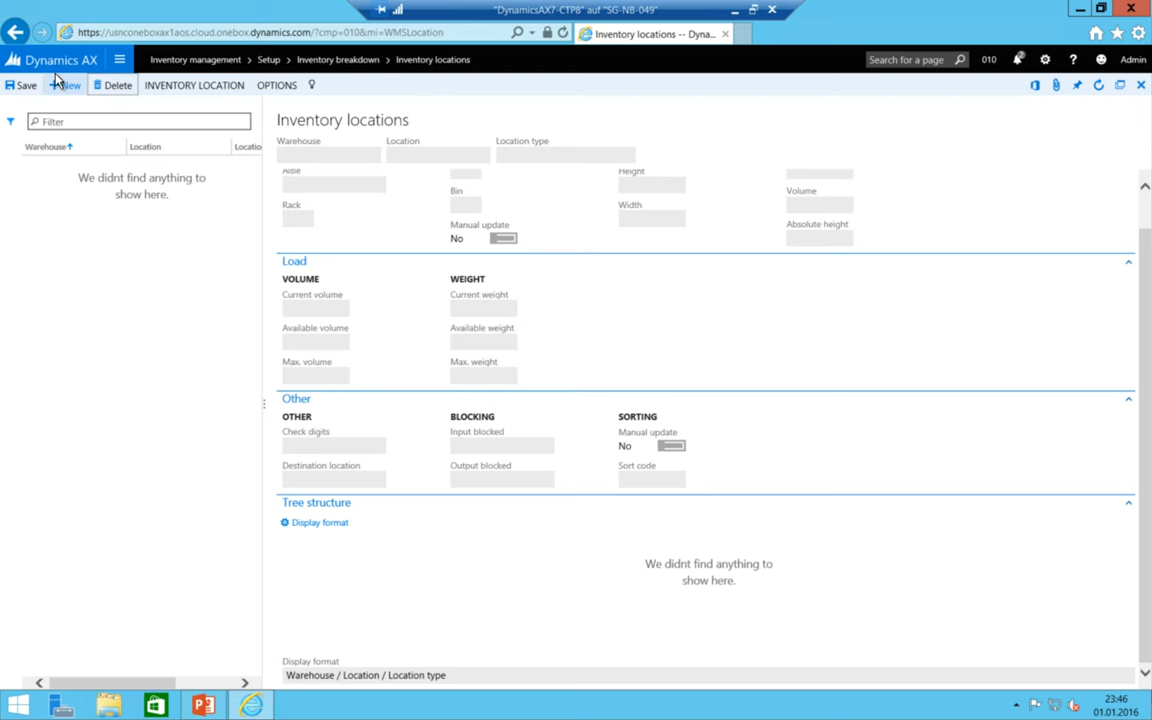 "DynamicsAX7-CTP8" auf "SG-NB-049"
https://usnconeboxax1aos.cloud.onebox.dynamics.com/?cmp=010&mi=WMSLocation
Inventory locations -- Dyna...
Dynamics AX
Inventory management > Setup > Inventory breakdown > Inventory locations
Search for a page
010
Admin
Save
New
Delete
INVENTORY LOCATION
OPTIONS
Filter
Warehouse
Location
Locatio
We didnt find anything to
show here.
Inventory locations
Warehouse
Location
Location type
Aisle
Height
Bin
Volume
Rack
Width
Manual update
Absolute height
No
Load
VOLUME
WEIGHT
Current volume
Current weight
Available volume
Available weight
Max. volume
Max. weight
Other
OTHER
BLOCKING
SORTING
Check digits
Input blocked
Manual update
No
Destination location
Output blocked
Sort code
Tree structure
Display format
We didnt find anything to
show here.
Display format
Warehouse / Location / Location type
23:46
01.01.2016